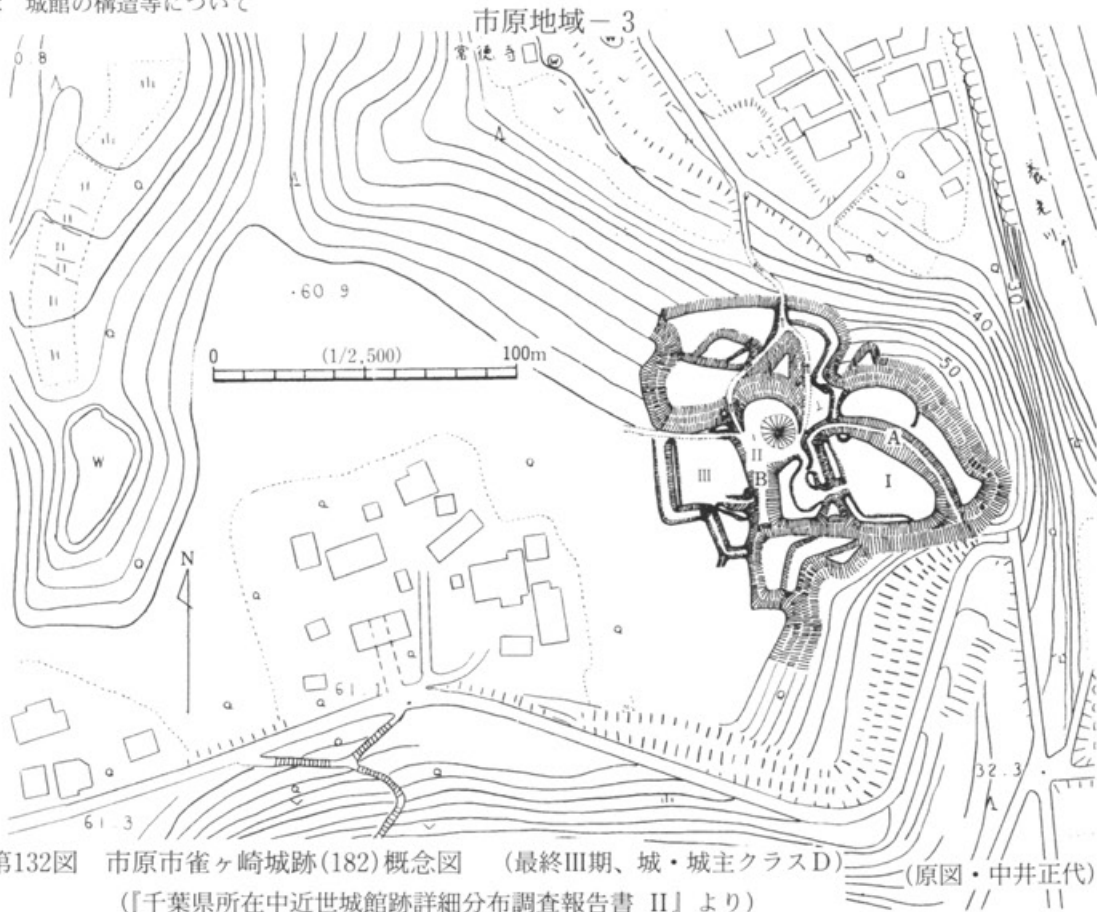 城館の構造等について
市原地域－3
常徳寺
W
養老川
.60 9
0 (1/2,500) 100m
30
40
50
A
II
III
B
I
W
N
61.1
32.3
61.3
第132図 市原市雀ヶ崎城跡(182)概念図 (最終Ⅲ期、城・城主クラスD)
(原図・中井正代)
(『千葉県所在中近世城館跡詳細分布調査報告書 II』より)